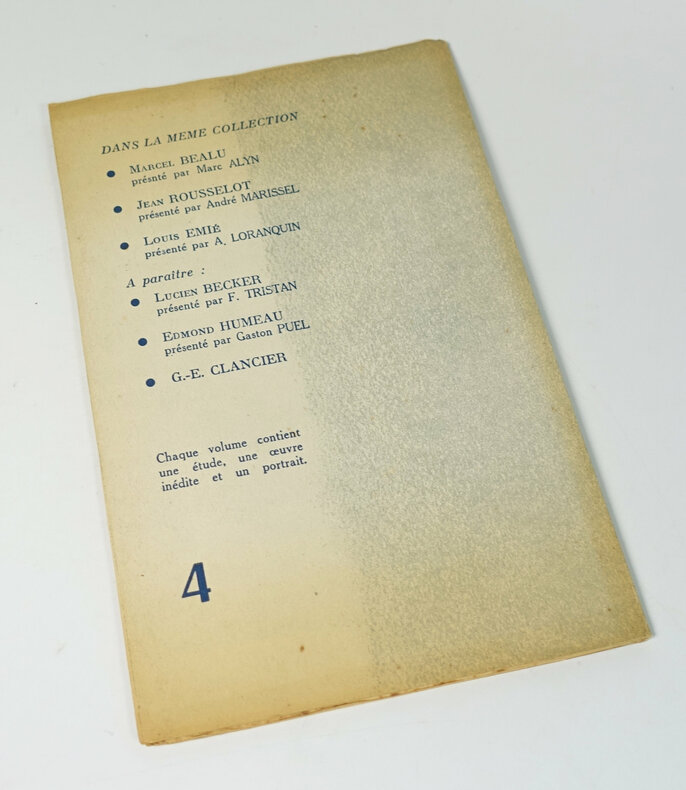 DANS LA MEME COLLECTION
● MARCEL BEALU
présnté par Marc ALYN
● JEAN ROUSSELOT
présenté par André MARISSEL
● LOUIS EMIÉ
présenté par A. LORANQUIN
A paraitre :
● LUCIEN BECKER
présenté par F. TRISTAN
● EDMOND HUMEAU
présenté par Gaston PUEL
● G.-E. CLANCIER
Chaque volume contient
une étude, une œuvre
inédite et un portrait.
4